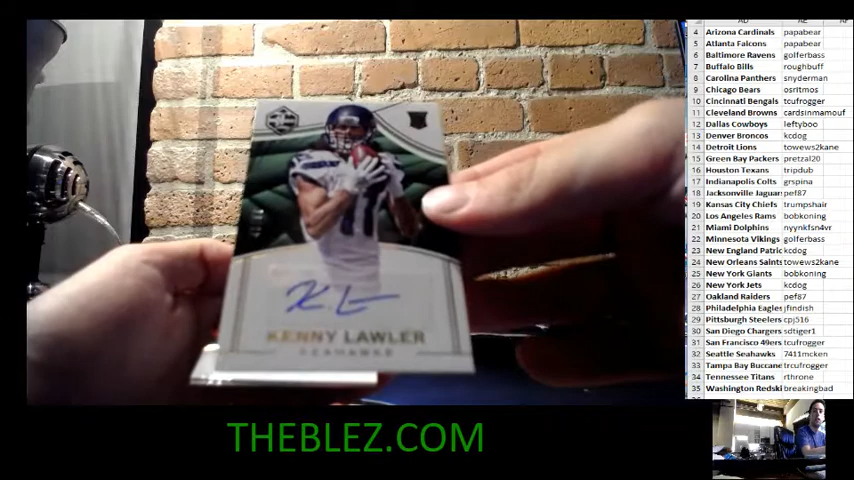 KENNY LAWLER
SEAHAWKS
THEBLEZ.COM
4 Arizona Cardinals papabear
5 Atlanta Falcons papabear
6 Baltimore Ravens golferbass
7 Buffalo Bills roughbuff
8 Carolina Panthers snyderman
9 Chicago Bears osritmos
10 Cincinnati Bengals tcufrogger
11 Cleveland Browns cardsinmamouf
12 Dallas Cowboys leftyboo
13 Denver Broncos kcdog
14 Detroit Lions towews2kane
15 Green Bay Packers pretzal20
16 Houston Texans tripdub
17 Indianapolis Colts grspina
18 Jacksonville Jaguar pef87
19 Kansas City Chiefs trumpshair
20 Los Angeles Rams bobkoning
21 Miami Dolphins nyynkfsn4vr
22 Minnesota Vikings golferbass
23 New England Patric kcdog
24 New Orleans Saints towews2kane
25 New York Giants bobkoning
26 New York Jets kcdog
27 Oakland Raiders pef87
28 Philadelphia Eagles jfindish
29 Pittsburgh Steelers cpj516
30 San Diego Chargers sdtiger1
31 San Francisco 49ers tcufrogger
32 Seattle Seahawks 7411mcken
33 Tampa Bay Buccane trcufrogger
34 Tennessee Titans rthrone
35 Washington Redski breakingbad